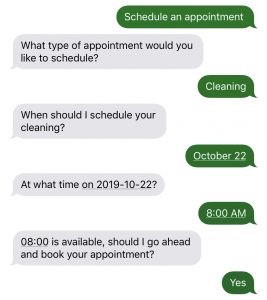 Schedule an appointment
What type of appointment would you
like to schedule?
Cleaning
When should I schedule your
cleaning?
October 22
At what time on 2019-10-22?
8:00 AM
08:00 is available, should I go ahead
and book your appointment?
Yes